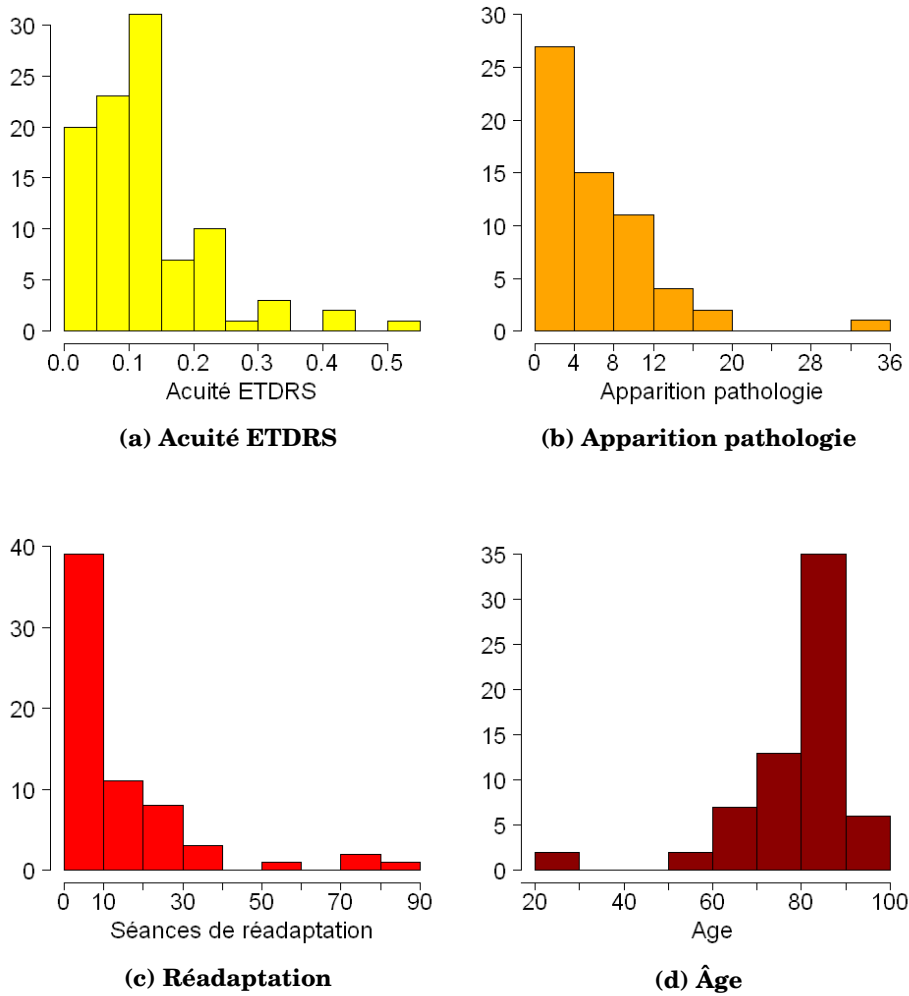 30
25
20
15
10
5
0
0.0 0.1 0.2 0.3 0.4 0.5
Acuité ETDRS
(a) Acuité ETDRS
30
25
20
15
10
5
0
0 4 8 12 20 28 36
Apparition pathologie
(b) Apparition pathologie
40
30
20
10
0
0 10 30 50 70 90
Séances de réadaptation
(c) Réadaptation
35
30
25
20
15
10
5
0
20 40 60 80 100
Age
(d) Âge